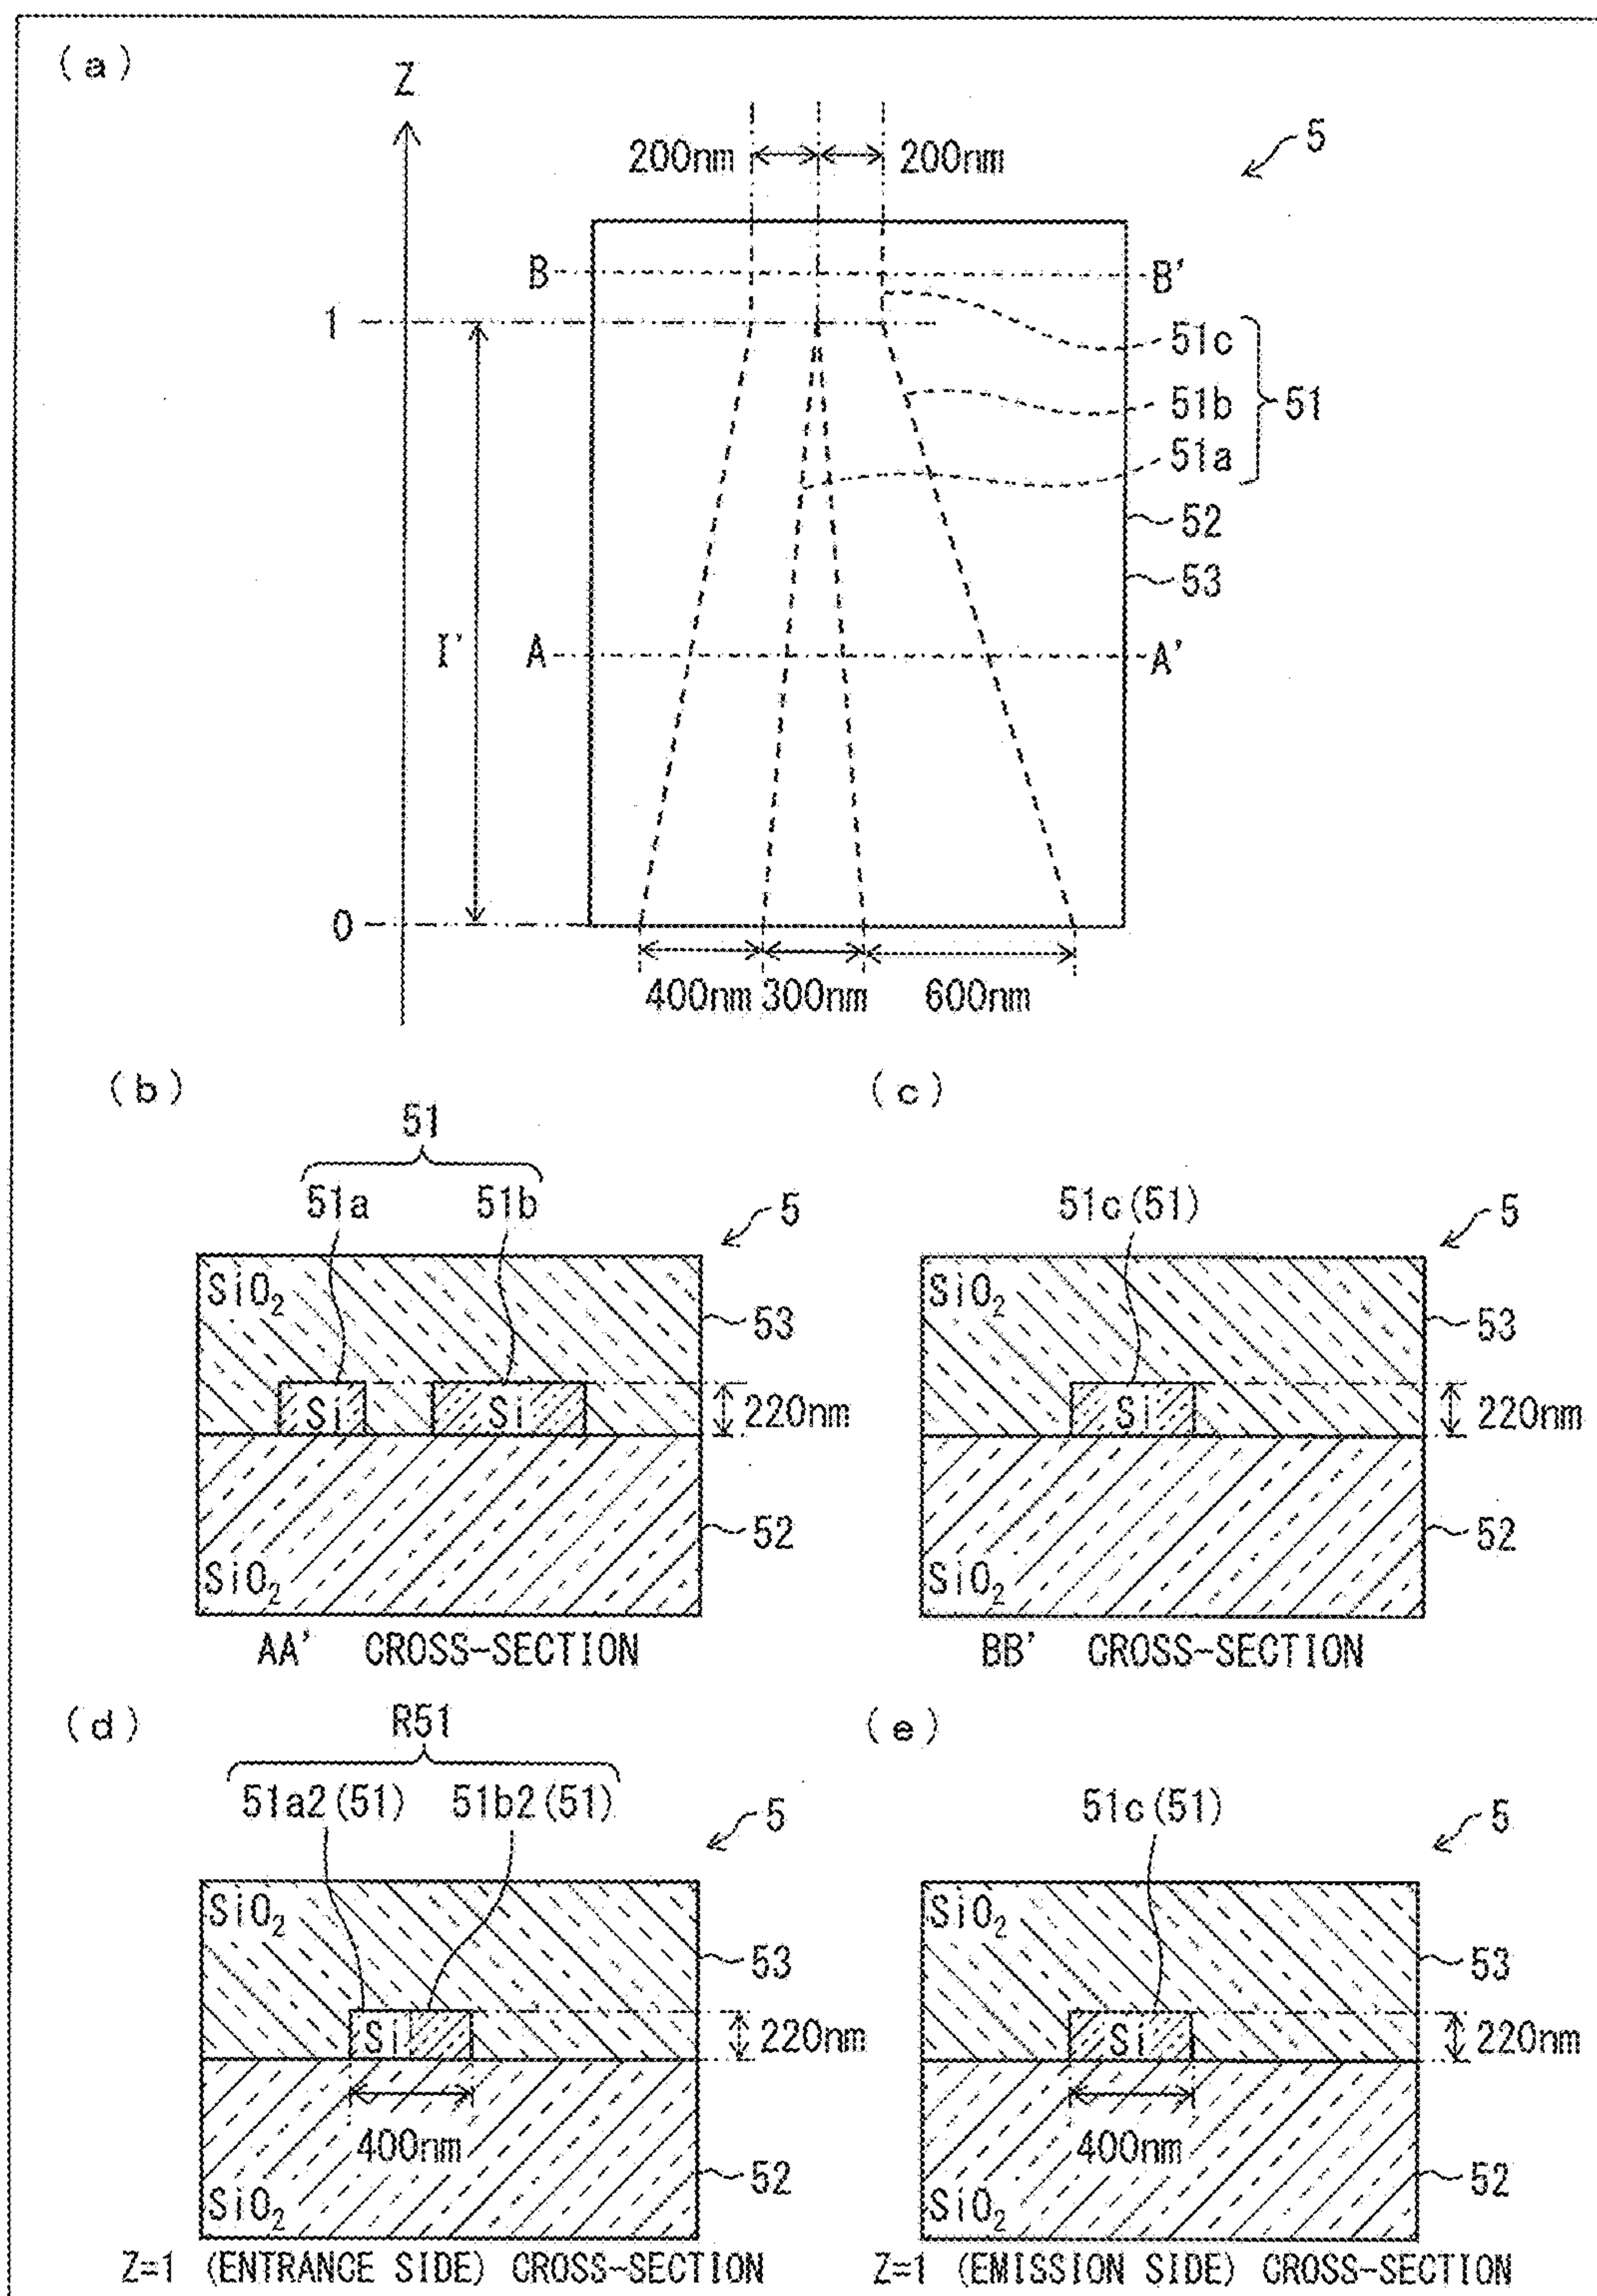 (a)
Z
200nm
200nm
5
B
B'
1
51c
51b
51
51a
52
53
I'
A
A'
0
400nm
300nm
600nm
(b)
(c)
51
51a
51b
5
51c(51)
5
SiO₂
53
SiO₂
53
Si
Si
220nm
Si
220nm
52
52
SiO₂
SiO₂
AA' CROSS-SECTION
BB' CROSS-SECTION
(d)
R51
(e)
51a2(51)
51b2(51)
5
51c(51)
5
SiO₂
53
SiO₂
53
Si
220nm
Si
220nm
400nm
52
400nm
52
SiO₂
SiO₂
Z=1 (ENTRANCE SIDE) CROSS-SECTION
Z=1 (EMISSION SIDE) CROSS-SECTION